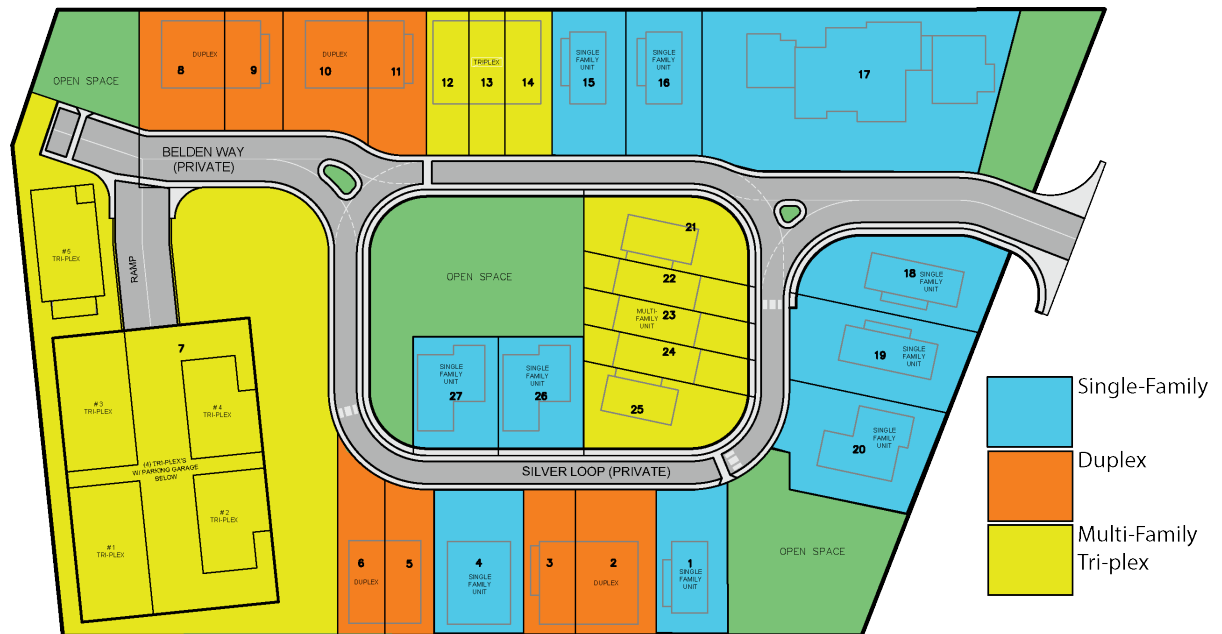 OPEN SPACE
DUPLEX
8
9
DUPLEX
10
11
TRIPLEX
12
13
14
SINGLE
FAMILY
UNIT
15
SINGLE
FAMILY
UNIT
16
17
BELDEN WAY
(PRIVATE)
#5
TRI-PLEX
RAMP
OPEN SPACE
21
22
MULTI-
FAMILY
UNIT
23
24
25
18
SINGLE
FAMILY
UNIT
19
SINGLE
FAMILY
UNIT
20
SINGLE
FAMILY
UNIT
7
#3
TRI-PLEX
#4
TRI-PLEX
(4) TRI-PLEX'S
W/ PARKING GARAGE
BELOW
#1
TRI-PLEX
#2
TRI-PLEX
SINGLE
FAMILY
UNIT
27
SINGLE
FAMILY
UNIT
26
SILVER LOOP (PRIVATE)
6
DUPLEX
5
4
SINGLE
FAMILY
UNIT
3
2
DUPLEX
1
SINGLE
FAMILY
UNIT
OPEN SPACE
Single-Family
Duplex
Multi-Family
Tri-plex